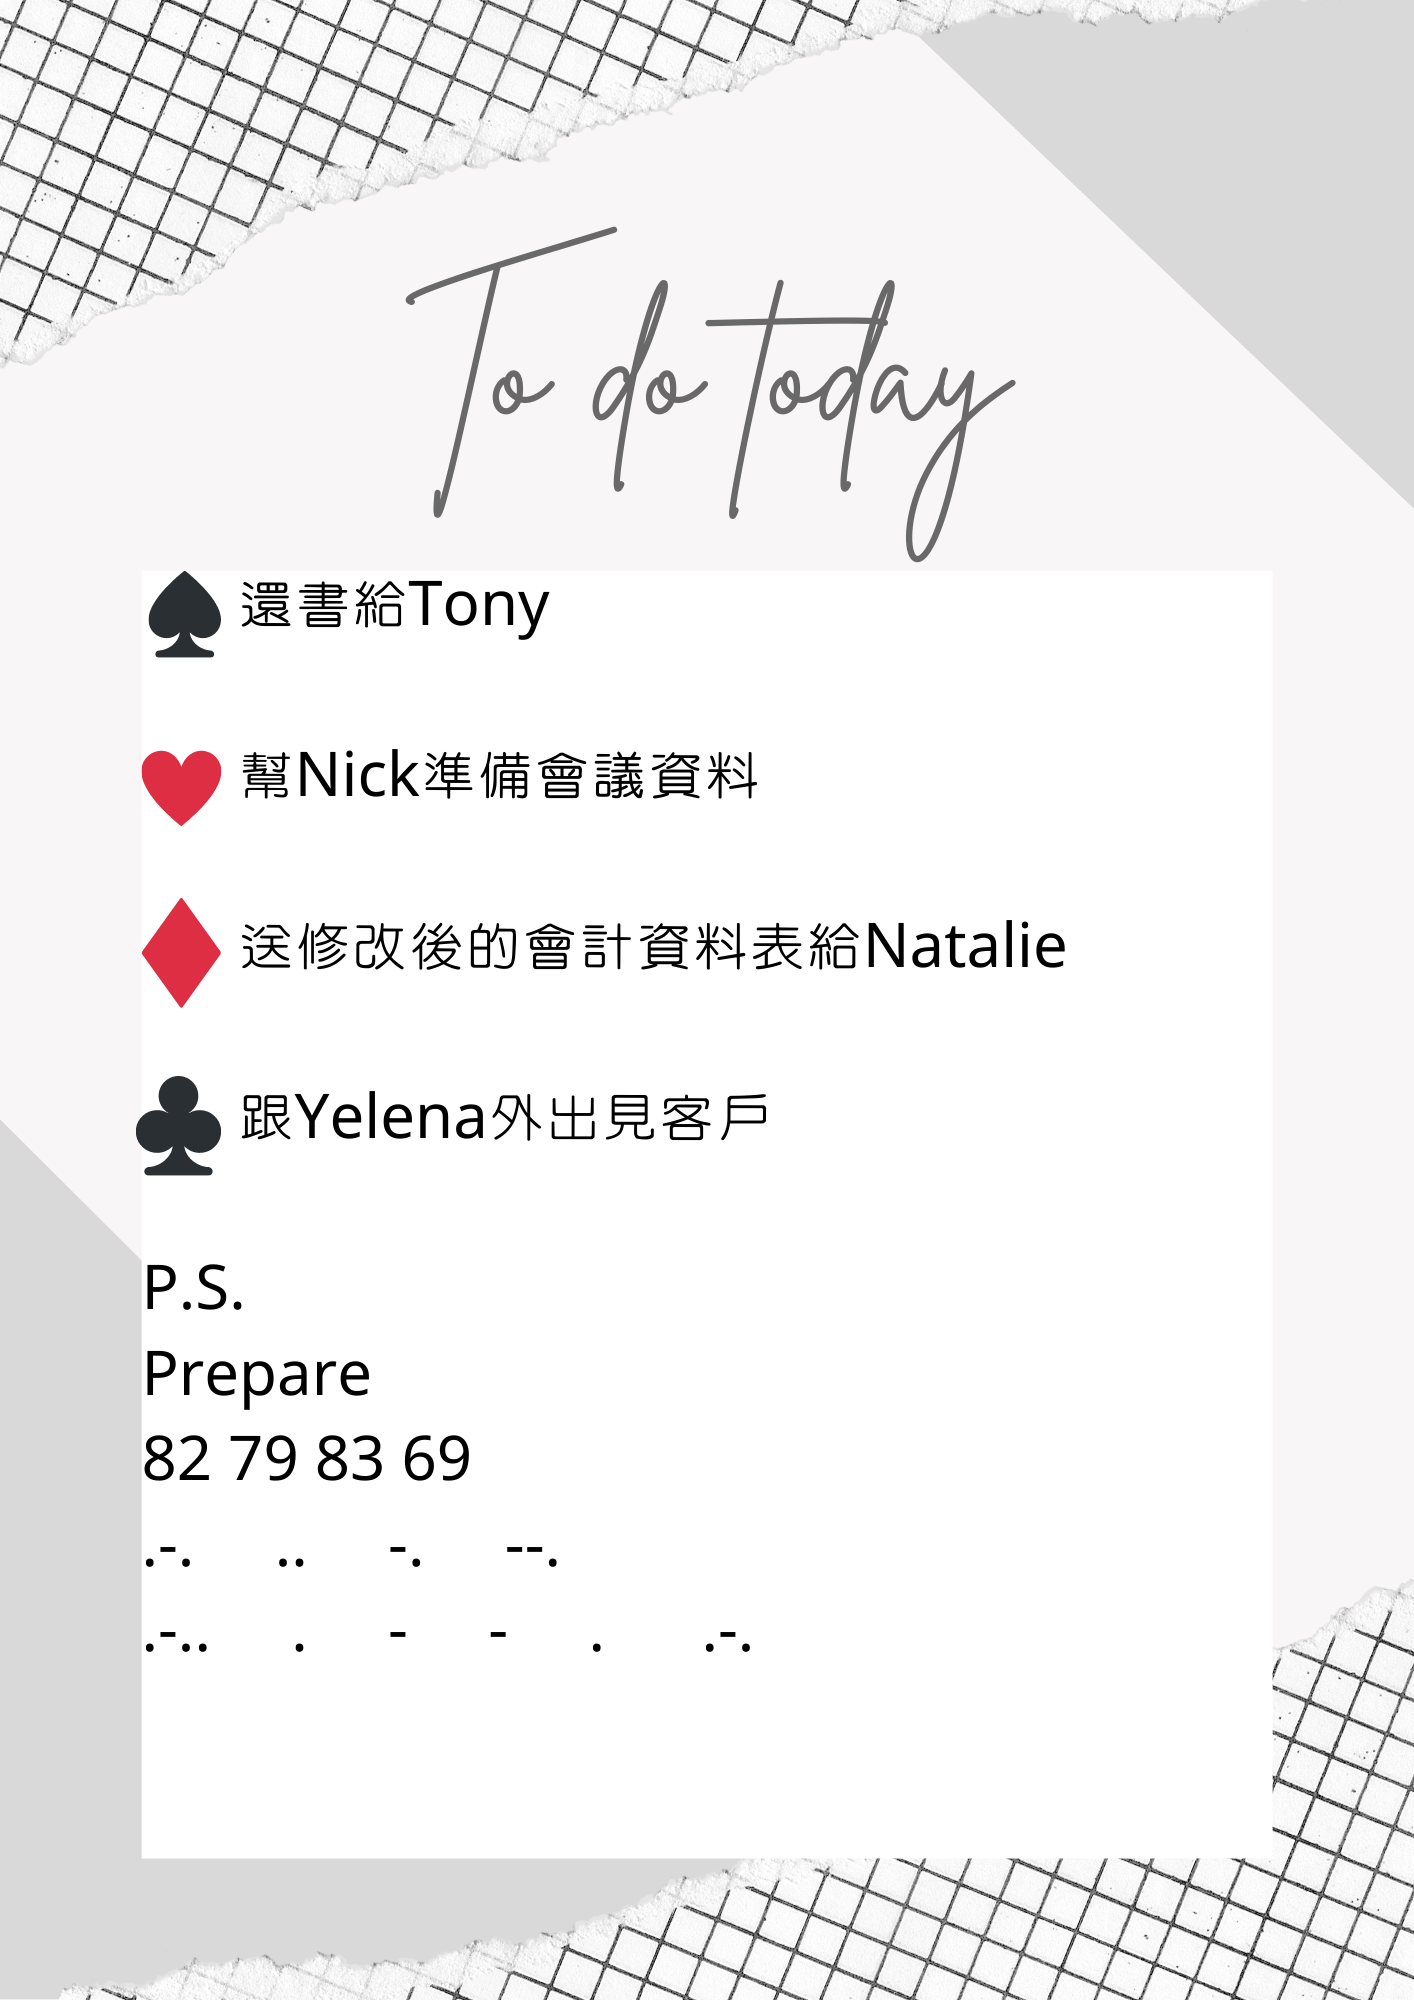 To do today
還書給Tony
幫Nick準備會議資料
送修改後的會計資料表給Natalie
跟Yelena外出見客戶
P.S.
Prepare
82 79 83 69
.-. .. -. --.
.-.. . - - . .-.